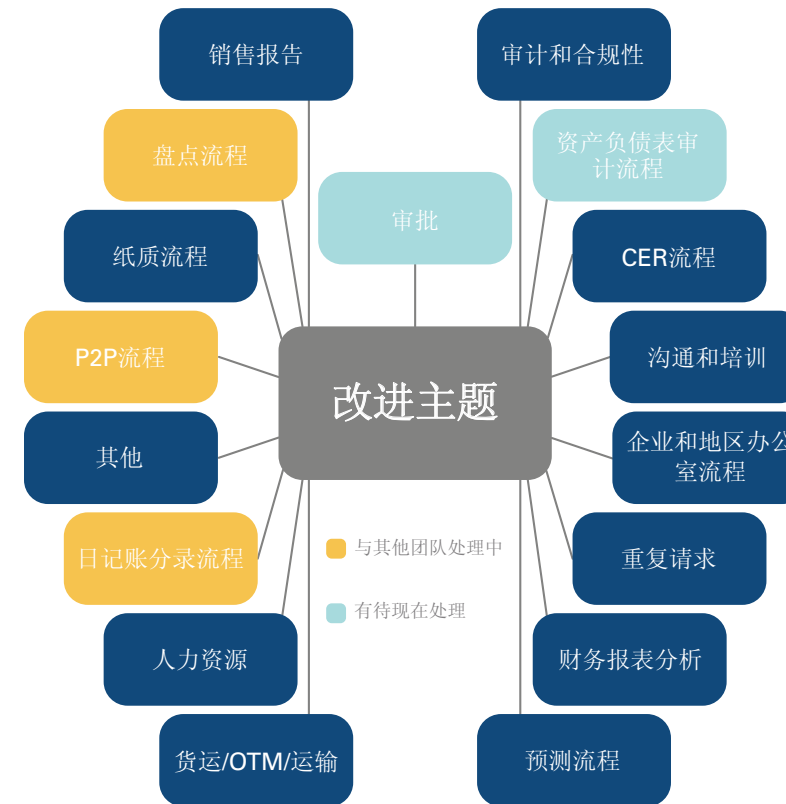 销售报告
审计和合规性
盘点流程
资产负债表审
计流程
审批
纸质流程
CER流程
P2P流程
沟通和培训
改进主题
其他
企业和地区办公
室流程
日记账分录流程
与其他团队处理中
重复请求
有待现在处理
人力资源
财务报表分析
货运/OTM/运输
预测流程